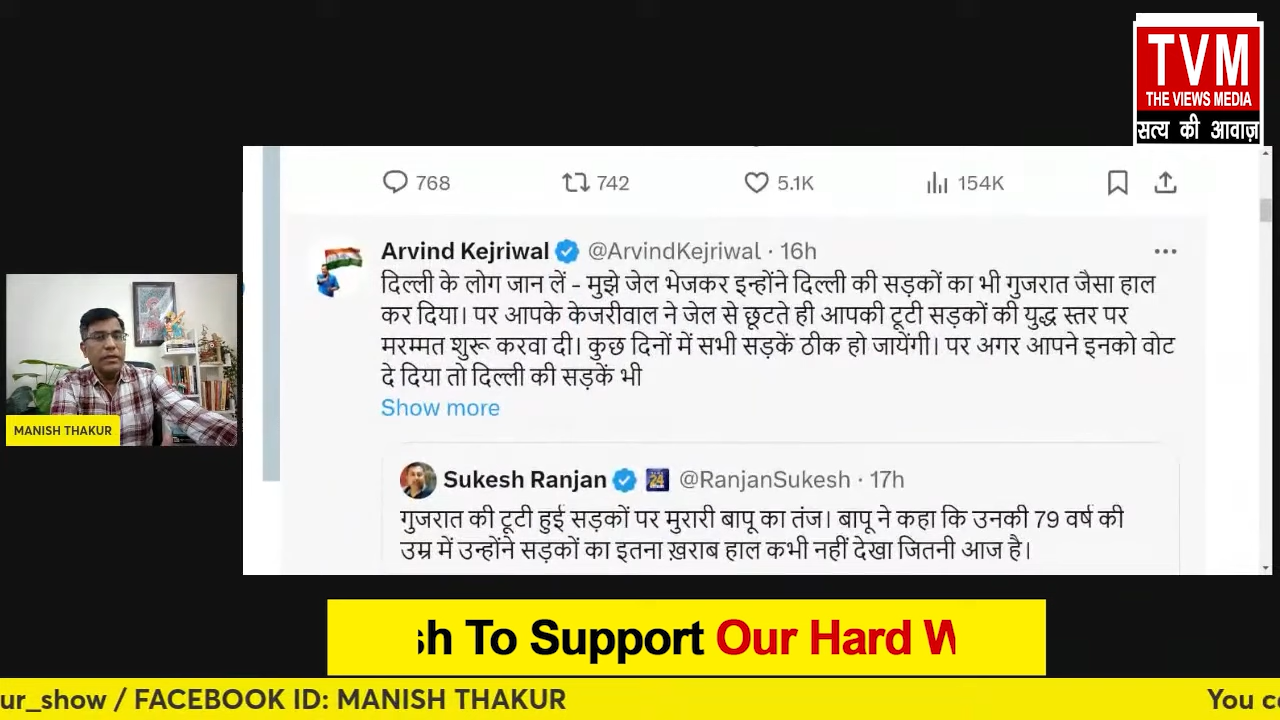 TVM
THE VIEWS MEDIA
सत्य की आवाज़
768 742 5.1K 154K
Arvind Kejriwal @ArvindKejriwal · 16h
दिल्ली के लोग जान लें - मुझे जेल भेजकर इन्होंने दिल्ली की सड़कों का भी गुजरात जैसा हाल
कर दिया। पर आपके केजरीवाल ने जेल से छूटते ही आपकी टूटी सड़कों की युद्ध स्तर पर
मरम्मत शुरू करवा दी। कुछ दिनों में सभी सड़कें ठीक हो जायेंगी। पर अगर आपने इनको वोट
दे दिया तो दिल्ली की सड़कें भी
Show more
Sukesh Ranjan 24 @RanjanSukesh · 17h
गुजरात की टूटी हुई सड़कों पर मुरारी बापू का तंज। बापू ने कहा कि उनकी 79 वर्ष की
उम्र में उन्होंने सड़कों का इतना ख़राब हाल कभी नहीं देखा जितनी आज है।
MANISH THAKUR
sh To Support Our Hard W
ur_show / FACEBOOK ID: MANISH THAKUR
You c